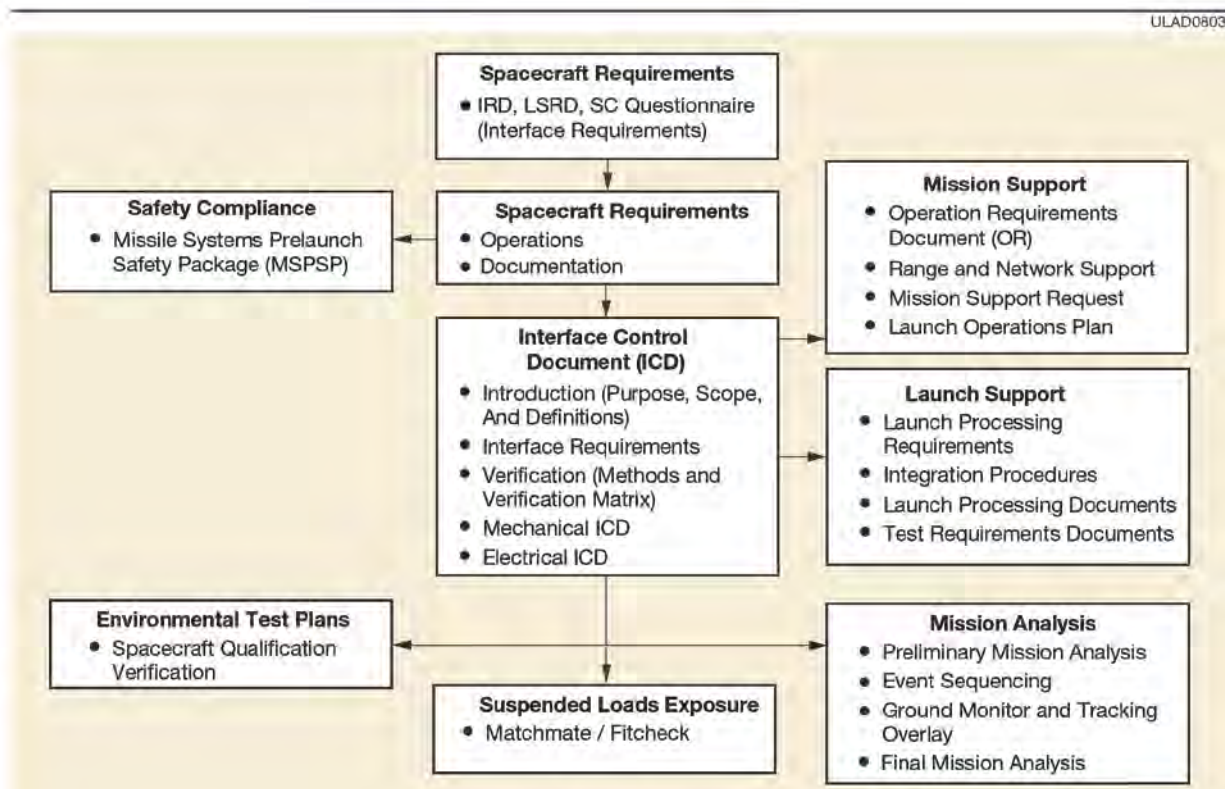 ULAD0803
Spacecraft Requirements
• IRD, LSRD, SC Questionnaire
(Interface Requirements)
Safety Compliance
• Missile Systems Prelaunch
Safety Package (MSPSP)
Spacecraft Requirements
• Operations
• Documentation
Mission Support
• Operation Requirements
Document (OR)
• Range and Network Support
• Mission Support Request
• Launch Operations Plan
Interface Control
Document (ICD)
• Introduction (Purpose, Scope,
And Definitions)
• Interface Requirements
• Verification (Methods and
Verification Matrix)
• Mechanical ICD
• Electrical ICD
Launch Support
• Launch Processing
Requirements
• Integration Procedures
• Launch Processing Documents
• Test Requirements Documents
Environmental Test Plans
• Spacecraft Qualification
Verification
Suspended Loads Exposure
• Matchmate / Fitcheck
Mission Analysis
• Preliminary Mission Analysis
• Event Sequencing
• Ground Monitor and Tracking
Overlay
• Final Mission Analysis